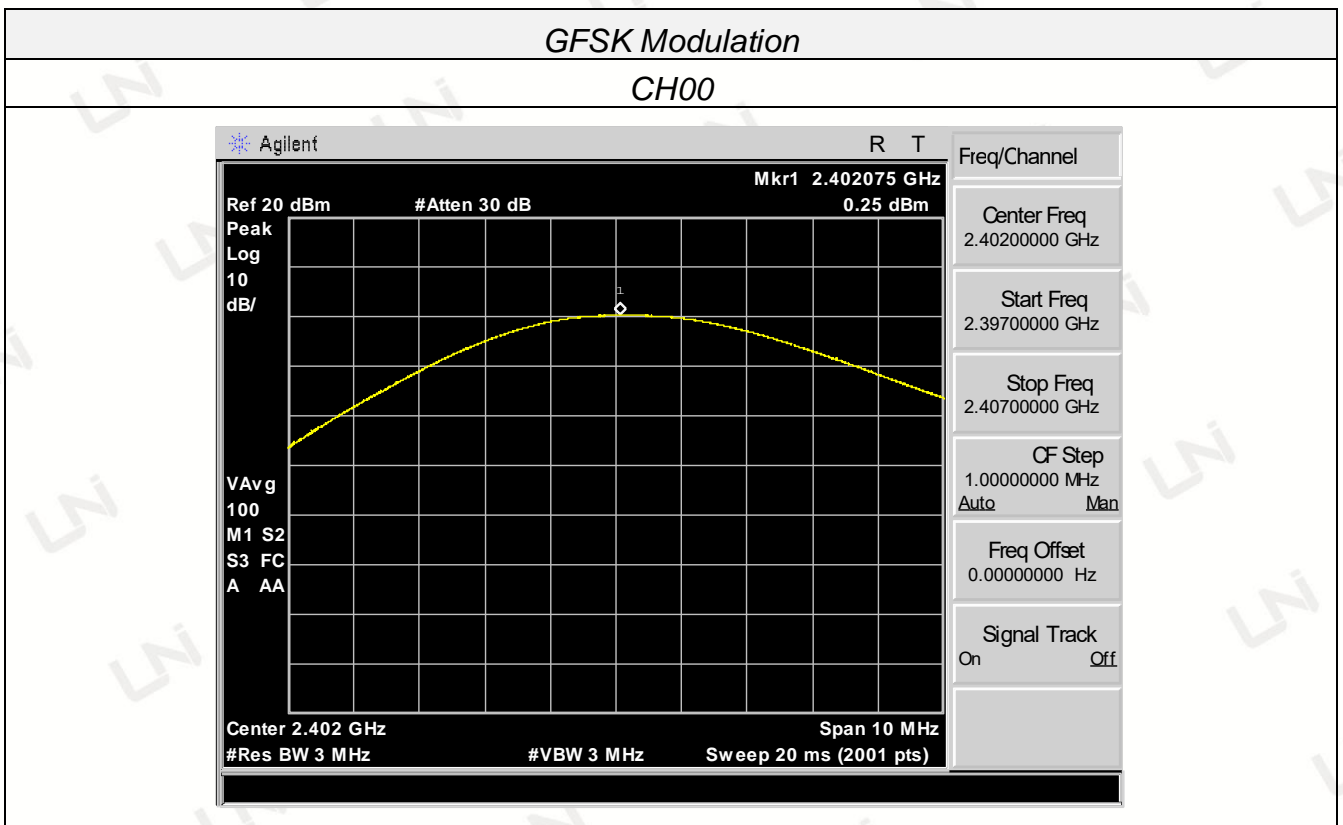 GFSK Modulation
CH00
Agilent R T
Mkr1 2.402075 GHz
Ref 20 dBm #Atten 30 dB 0.25 dBm
Peak
Log
10
dB/
1
VAvg
100
M1 S2
S3 FC
A AA
Center 2.402 GHz Span 10 MHz
#Res BW 3 MHz #VBW 3 MHz Sweep 20 ms (2001 pts)
Freq/Channel
Center Freq
2.40200000 GHz
Start Freq
2.39700000 GHz
Stop Freq
2.40700000 GHz
CF Step
1.00000000 MHz
Auto Man
Freq Offset
0.00000000 Hz
Signal Track
On Off